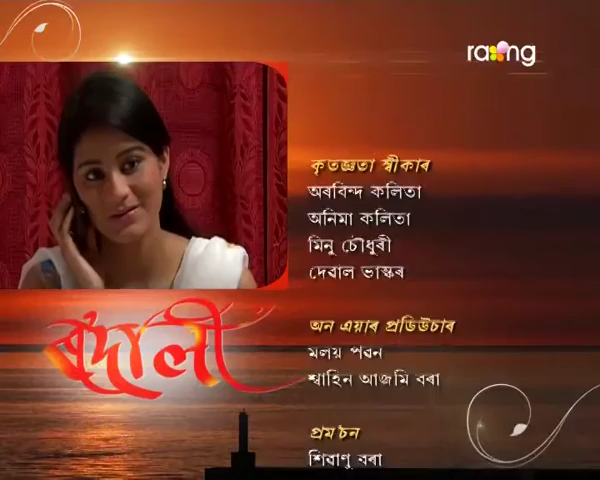 rang
কৃতজ্ঞতা স্বীকাৰ
অৰবিন্দ কলিতা
অনিমা কলিতা
মিনু চৌধুৰী
দেৱাল ভাস্কৰ
ৰ'দালী
অন এয়াৰ প্ৰডিউচাৰ
মলয় পৱন
শ্বাহিন আজমি বৰা
প্ৰম'চন
শিৱাণু বৰা